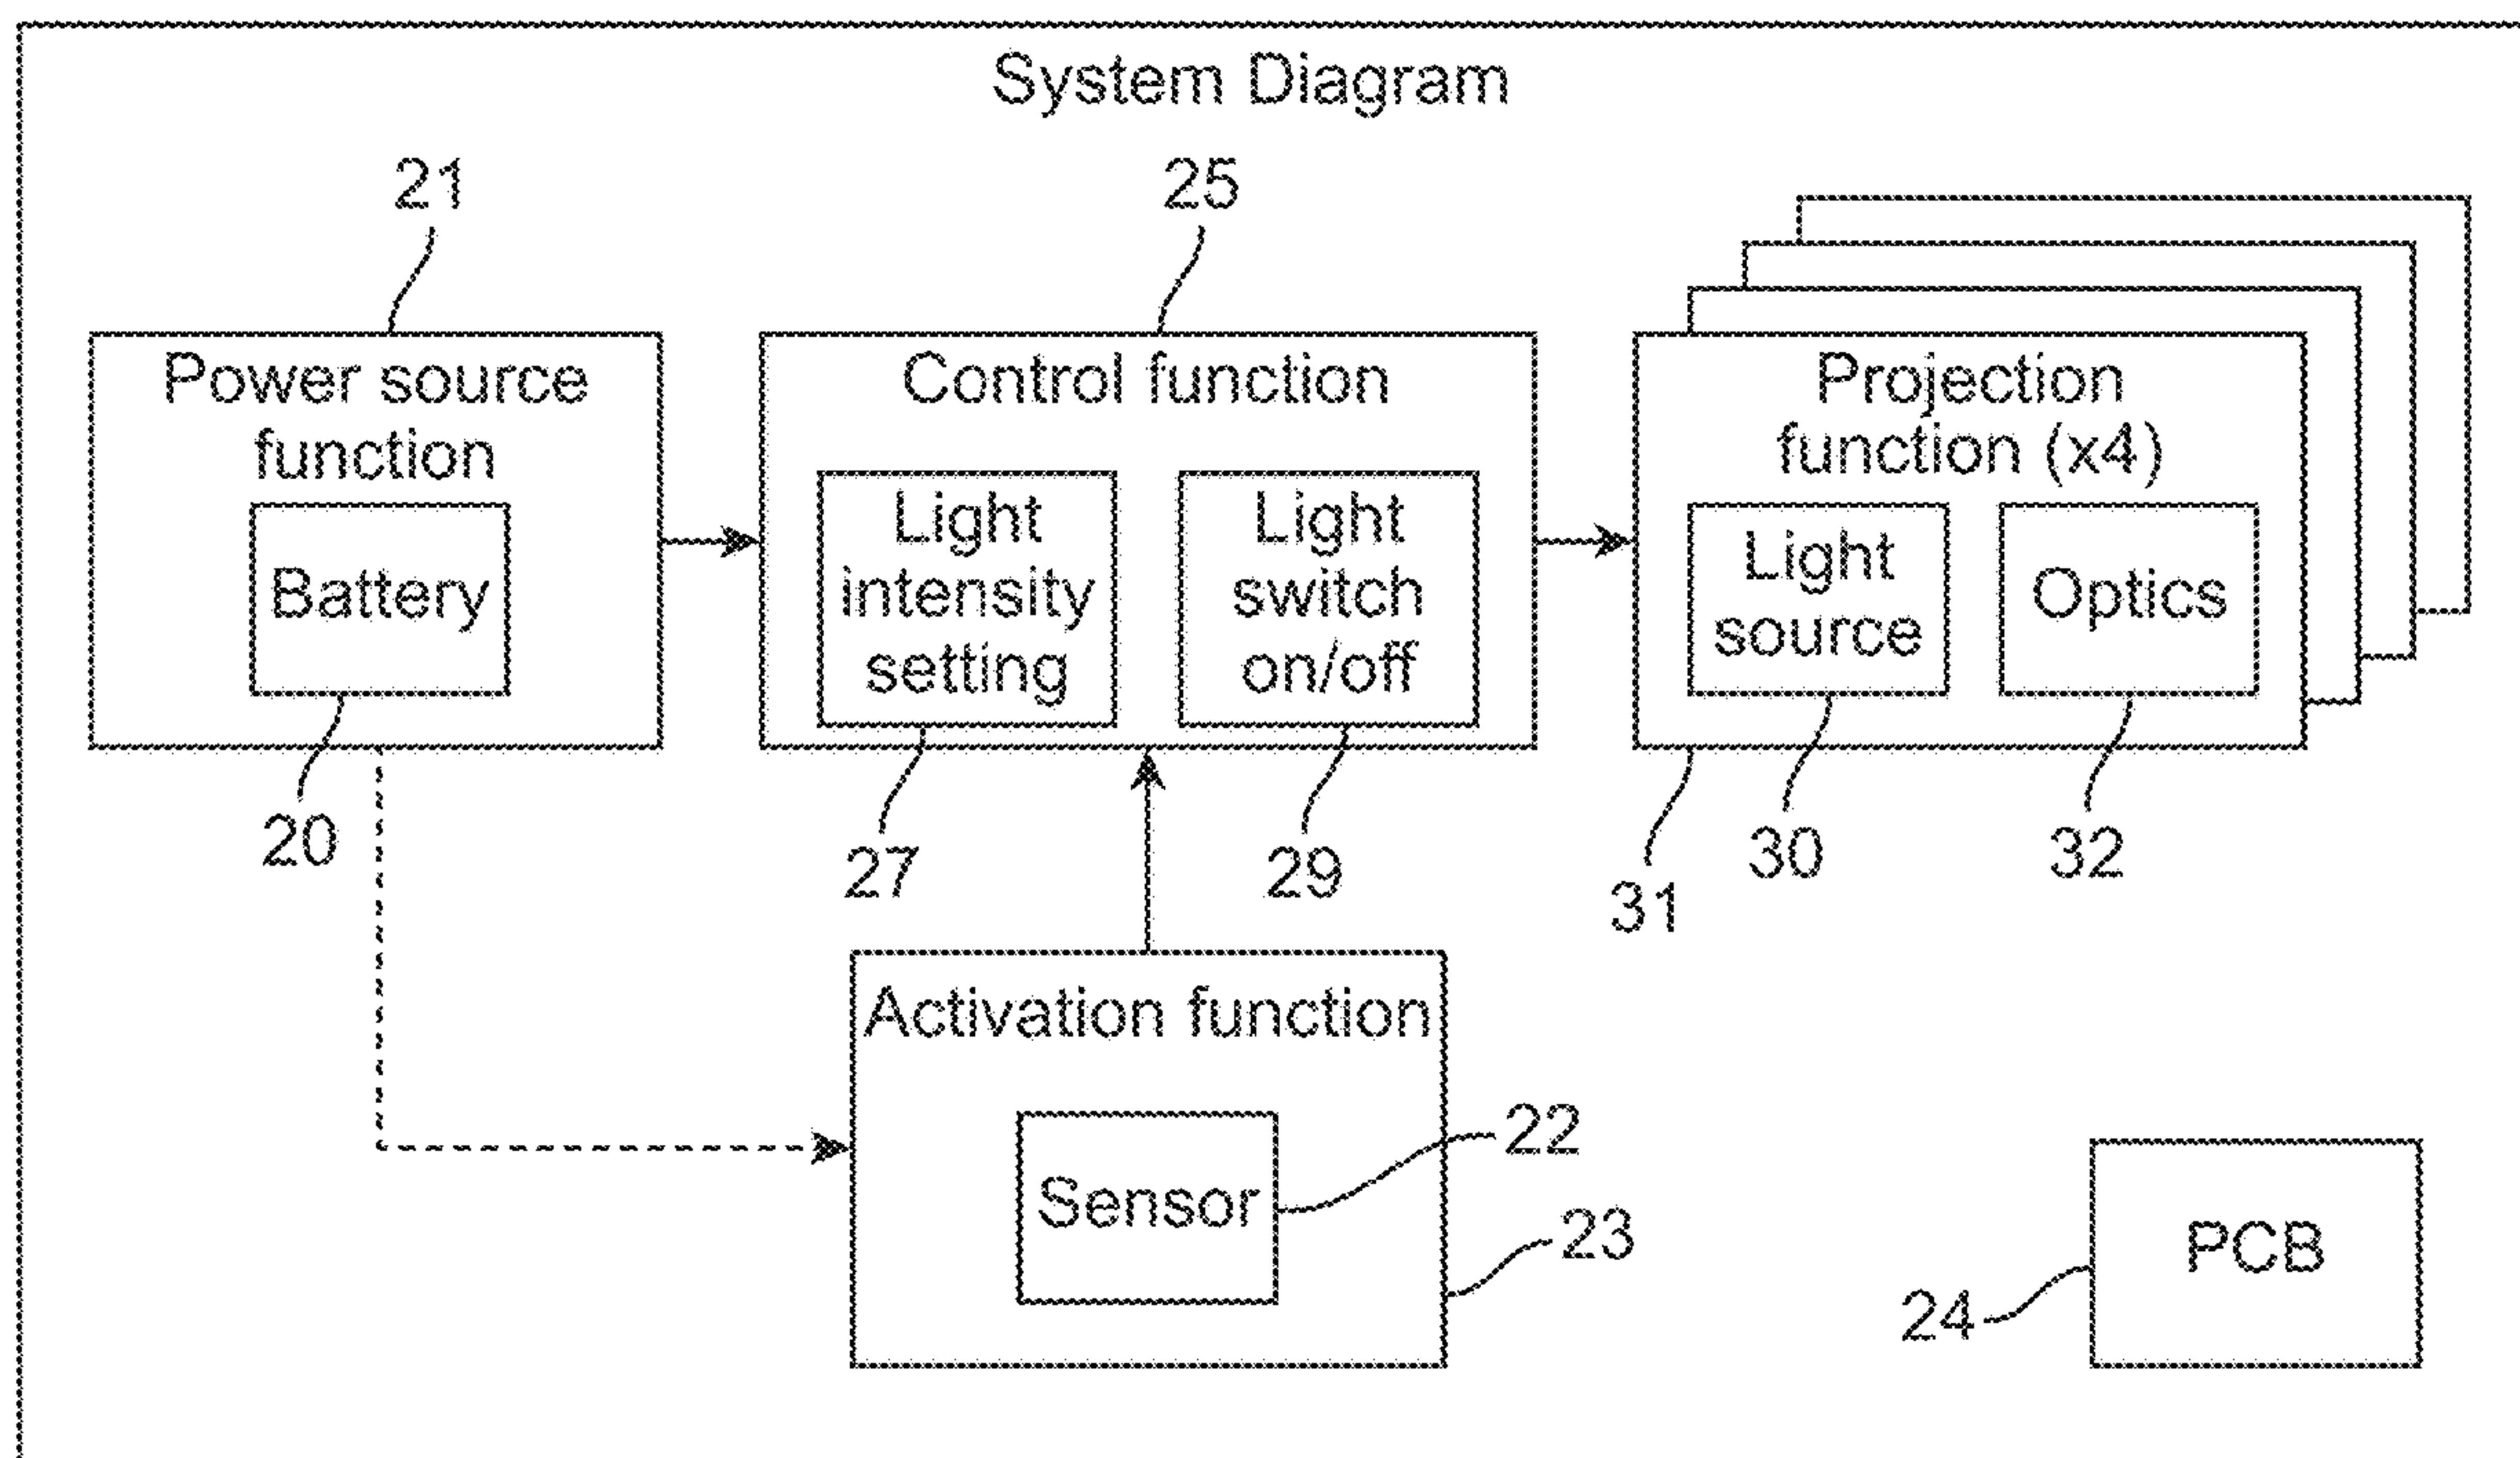 System Diagram
21
25
Power source
function
Battery
20
Control function
Light
intensity
setting
Light
switch
on/off
27
29
Projection
function (x4)
Light
source
Optics
31
30
32
Activation function
Sensor
22
23
PCB
24